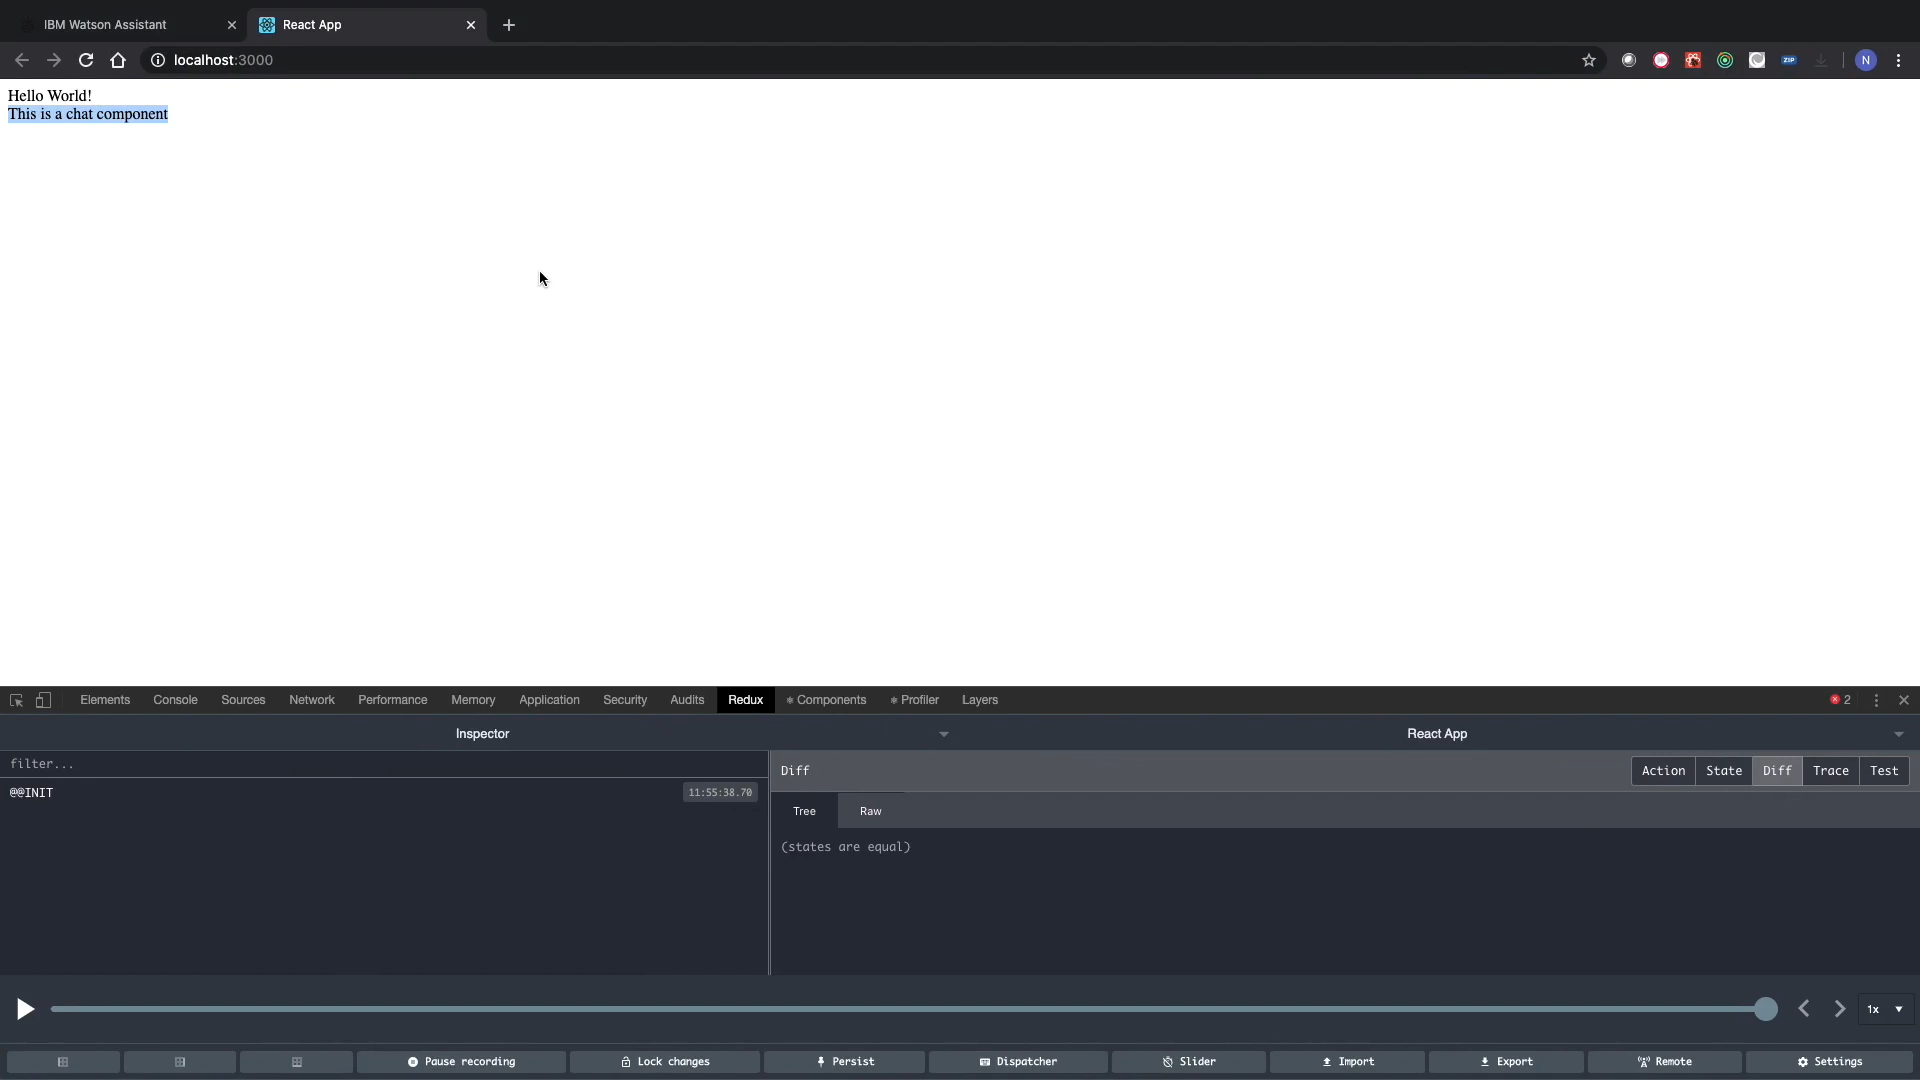 IBM Watson Assistant
React App
localhost:3000
ZIP
N
Hello World!
This is a chat component
Elements Console Sources Network Performance Memory Application Security Audits Redux Components Profiler Layers 2
Inspector React App
filter...
Diff Action State Diff Trace Test
@@INIT 11:55:38.70
Tree Raw
(states are equal)
1x
Pause recording Lock changes Persist Dispatcher Slider Import Export Remote Settings